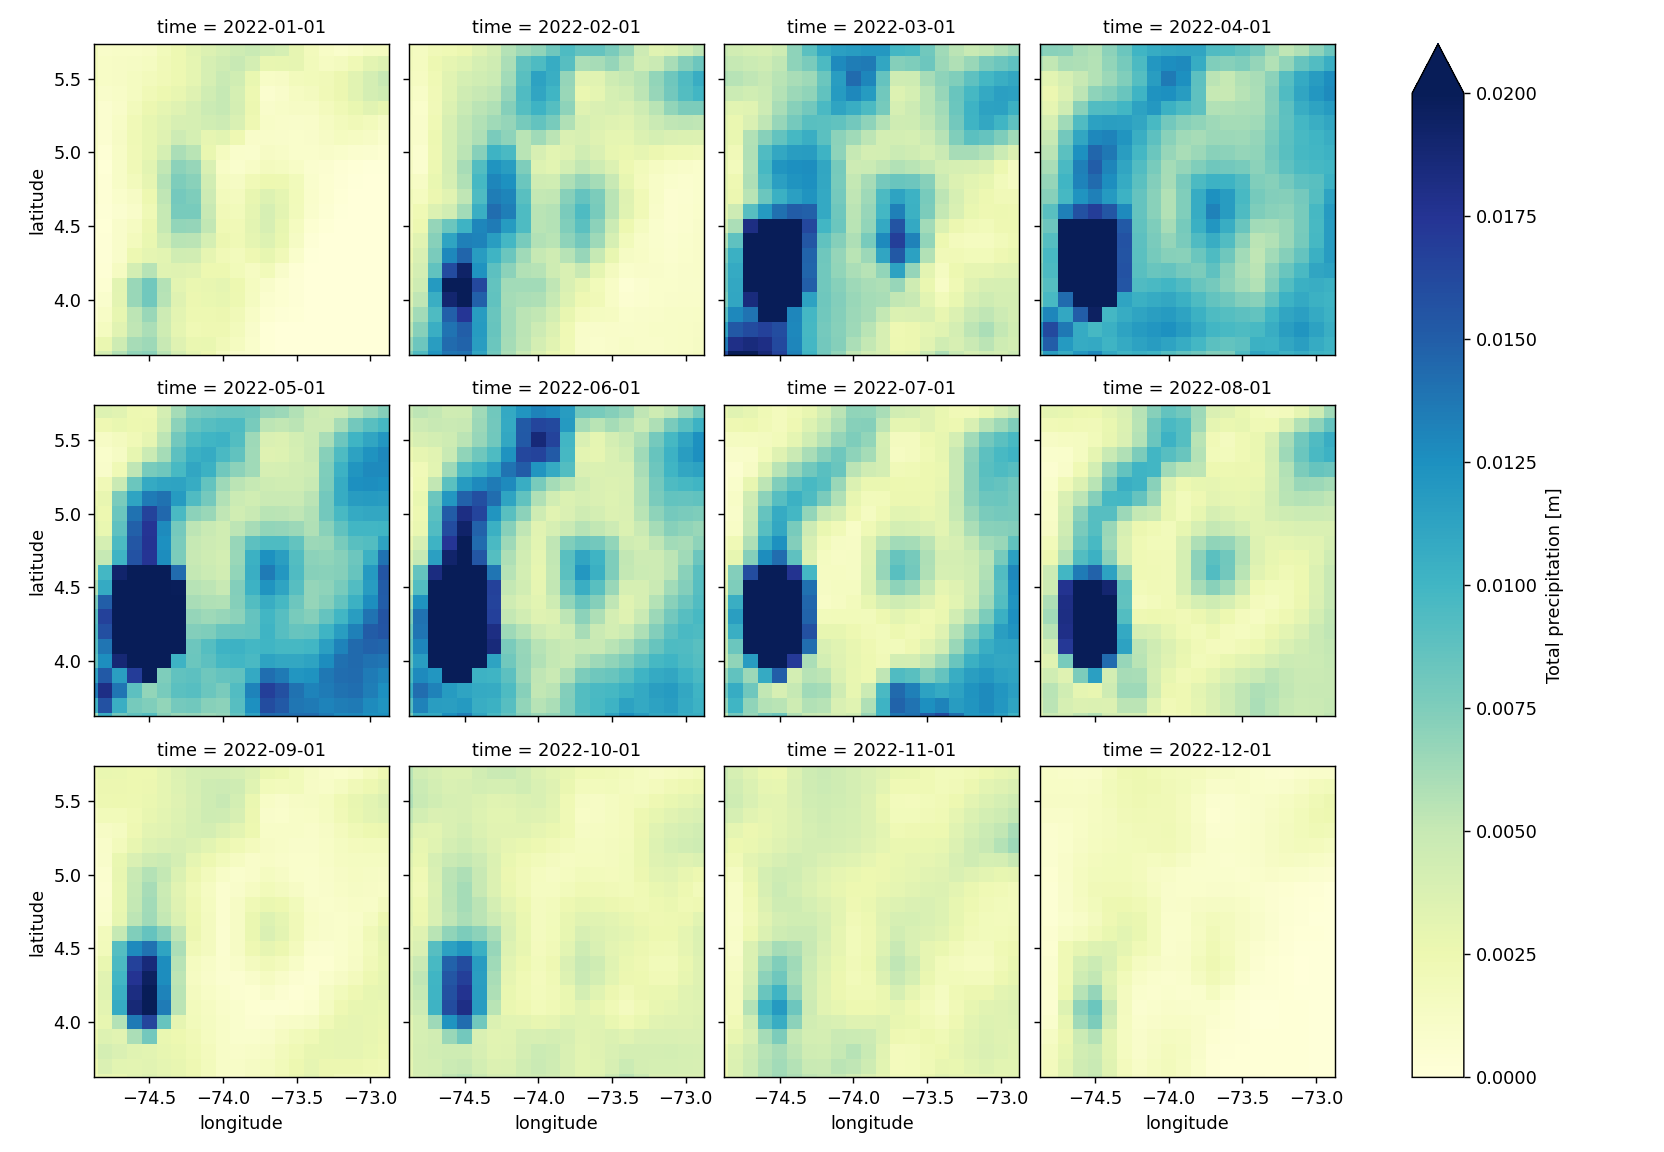 time = 2022-01-01
time = 2022-02-01
time = 2022-03-01
time = 2022-04-01
5.5
5.0
4.5
4.0
latitude
time = 2022-05-01
time = 2022-06-01
time = 2022-07-01
time = 2022-08-01
5.5
5.0
4.5
4.0
latitude
time = 2022-09-01
time = 2022-10-01
time = 2022-11-01
time = 2022-12-01
5.5
5.0
4.5
4.0
latitude
−74.5 −74.0 −73.5 −73.0
longitude
−74.5 −74.0 −73.5 −73.0
longitude
−74.5 −74.0 −73.5 −73.0
longitude
−74.5 −74.0 −73.5 −73.0
longitude
0.0200
0.0175
0.0150
0.0125
0.0100
0.0075
0.0050
0.0025
0.0000
Total precipitation [m]